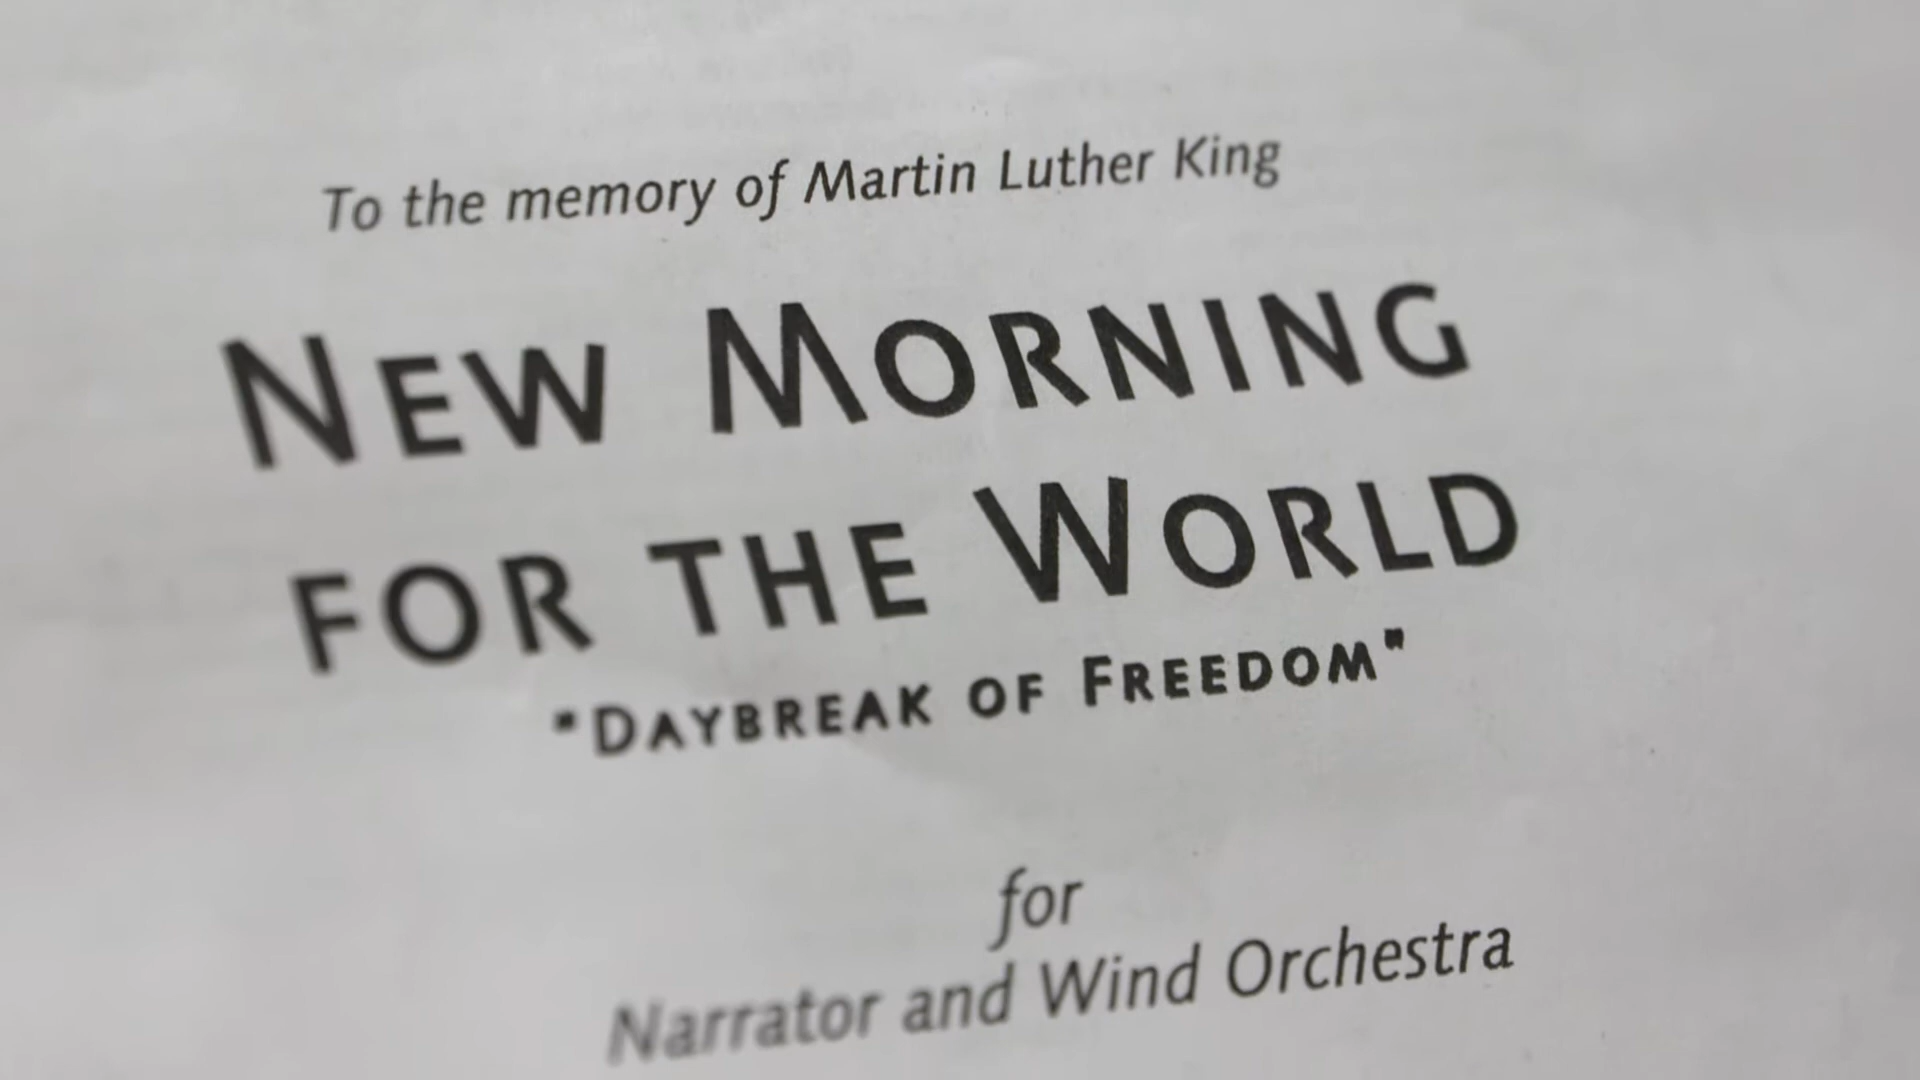 To the memory of Martin Luther King
NEW MORNING
FOR THE WORLD
"DAYBREAK OF FREEDOM"
for
Narrator and Wind Orchestra